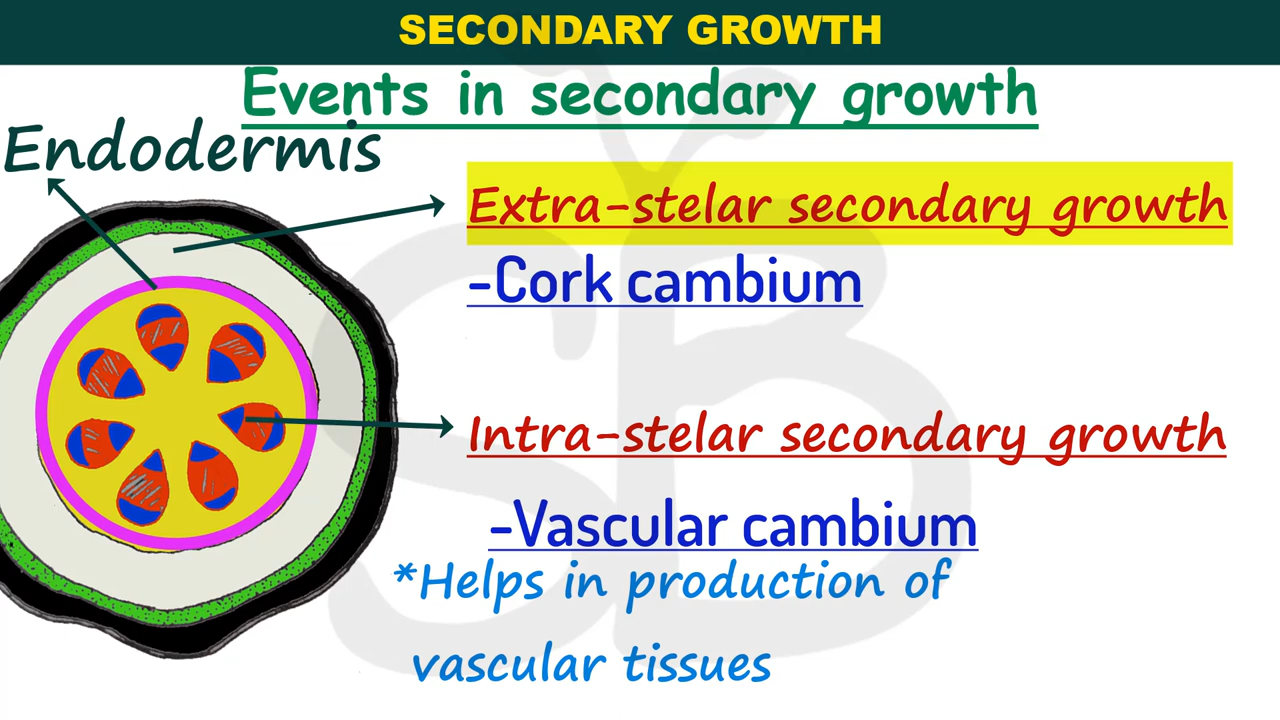 SECONDARY GROWTH
Events in secondary growth
Endodermis
Extra-stelar secondary growth
-Cork cambium
Intra-stelar secondary growth
-Vascular cambium
*Helps in production of
vascular tissues
SB